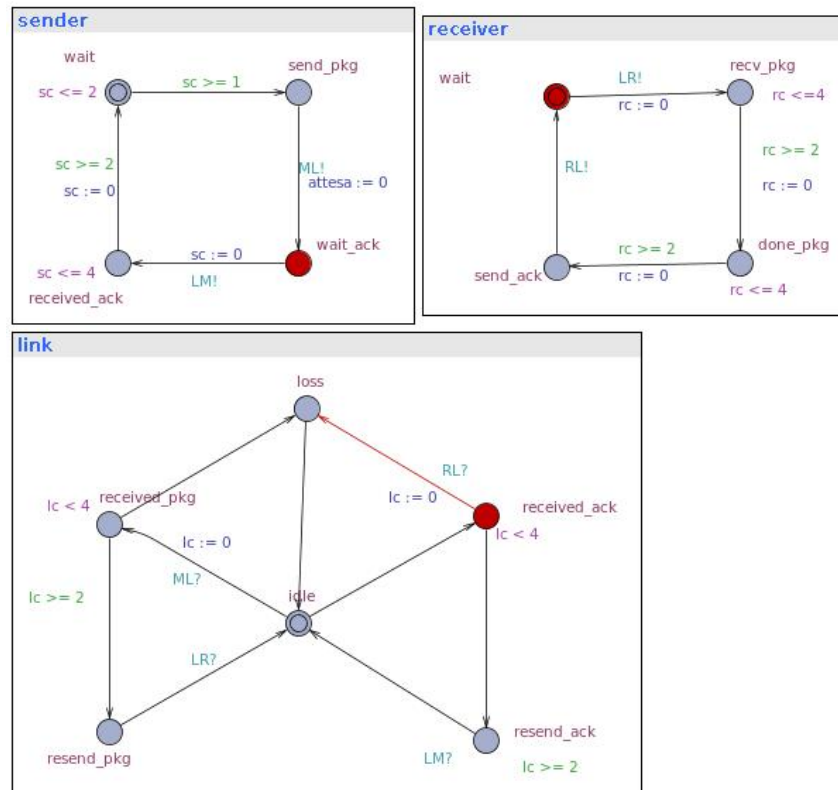 sender
wait
send_pkg
sc <= 2
sc >= 1
sc >= 2
sc := 0
ML!
attesa := 0
sc := 0
wait_ack
sc <= 4
LM!
received_ack
receiver
wait
LR!
recv_pkg
rc := 0
rc <=4
rc >= 2
RL!
rc := 0
rc >= 2
done_pkg
send_ack
rc := 0
rc <= 4
link
loss
RL?
received_pkg
lc := 0
lc < 4
received_ack
lc < 4
lc := 0
ML?
lc >= 2
idle
LR?
resend_ack
resend_pkg
LM?
lc >= 2